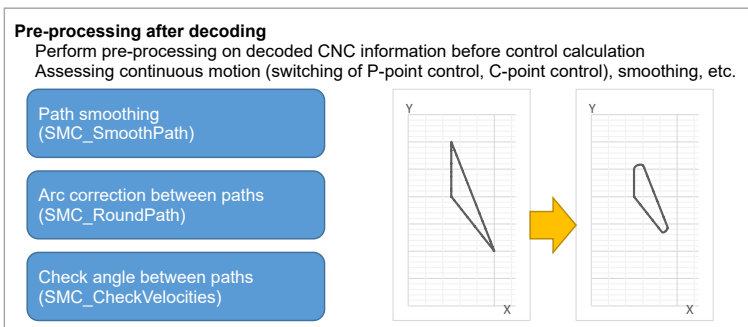 Pre-processing after decoding
Perform pre-processing on decoded CNC information before control calculation
Assessing continuous motion (switching of P-point control, C-point control), smoothing, etc.
Path smoothing
(SMC_SmoothPath)
Arc correction between paths
(SMC_RoundPath)
Check angle between paths
(SMC_CheckVelocities)
Y
X
Y
X